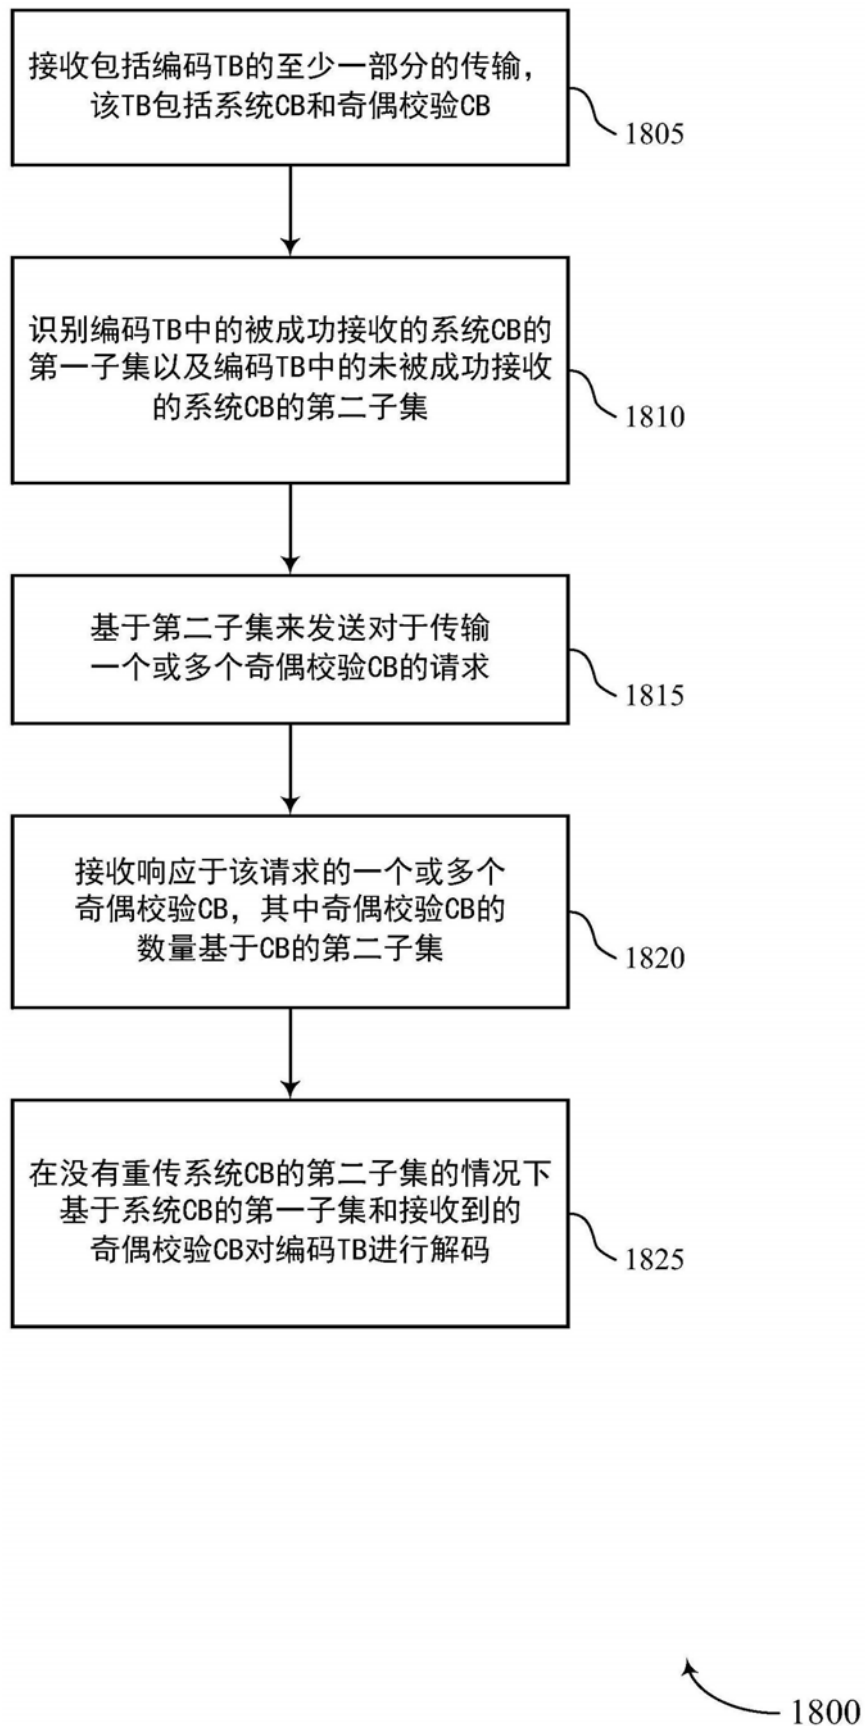 接收包括编码TB的至少一部分的传输，
该TB包括系统CB和奇偶校验CB
1805
识别编码TB中的被成功接收的系统CB的
第一子集以及编码TB中的未被成功接收
的系统CB的第二子集
1810
基于第二子集来发送对于传输
一个或多个奇偶校验CB的请求
1815
接收响应于该请求的一个或多个
奇偶校验CB，其中奇偶校验CB的
数量基于CB的第二子集
1820
在没有重传系统CB的第二子集的情况下
基于系统CB的第一子集和接收到的
奇偶校验CB对编码TB进行解码
1825
1800